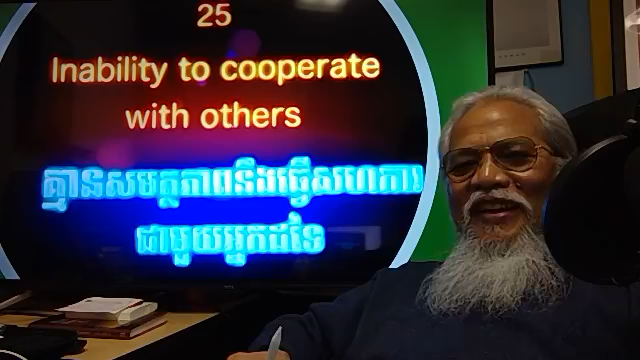 25
Inability to cooperate
with others
គ្មានសមត្ថភាពនឹងធ្វើសហការ
ជាមួយអ្នកដទៃ